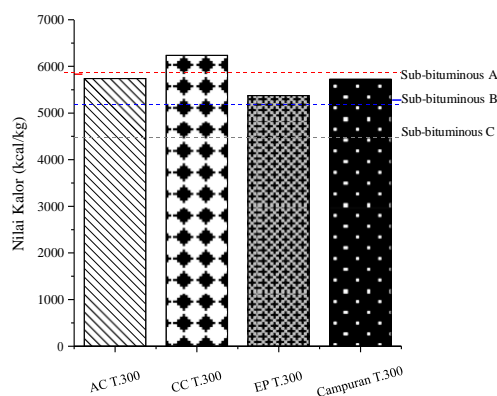 Nilai Kalor (kcal/kg)
7000
6000
5000
4000
3000
2000
1000
0
Sub-bituminous A
Sub-bituminous B
Sub-bituminous C
AC T.300
CC T.300
EP T.300
Campuran T.300